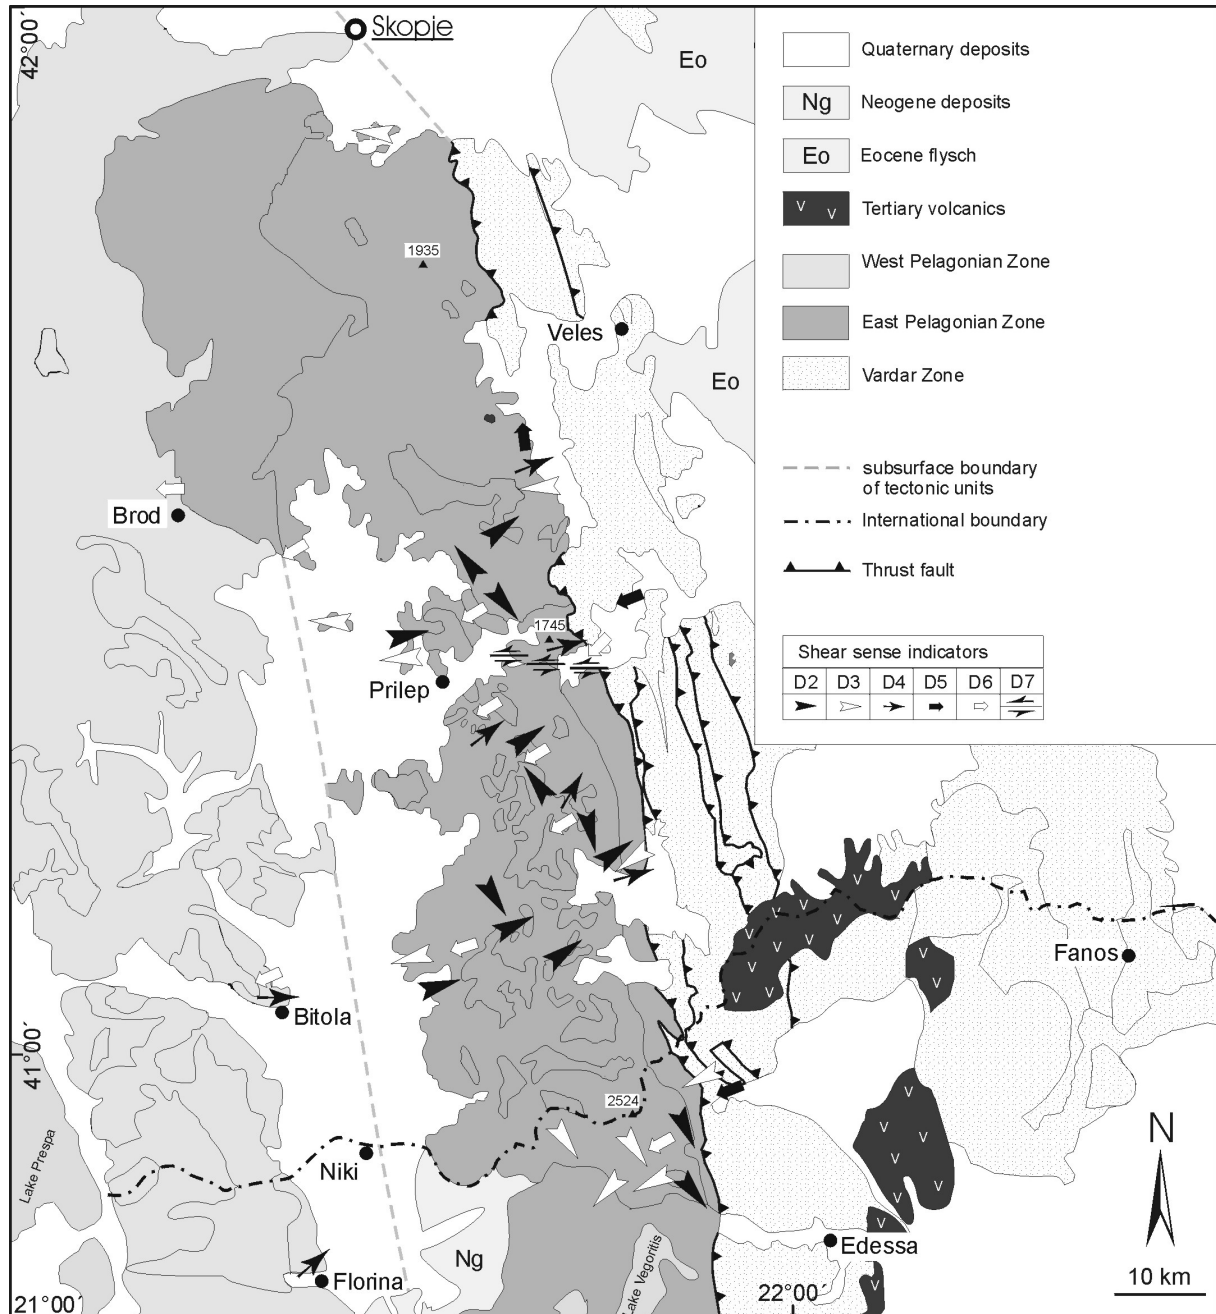 Skopje
42°00´
Eo
1935
Veles
Eo
Brod
1745
Prilep
Fanos
Bitola
41°00´
2524
Niki
Lake Prespa
Ng
Florina
Lake Vegoritis
Edessa
21°00´
22°00´
N
10 km
Quaternary deposits
Ng Neogene deposits
Eo Eocene flysch
V V Tertiary volcanics
West Pelagonian Zone
East Pelagonian Zone
Vardar Zone
subsurface boundary
of tectonic units
International boundary
Thrust fault
Shear sense indicators
D2 D3 D4 D5 D6 D7
V V V V V V V V V V V V
V V V
V V V V V V
V
V